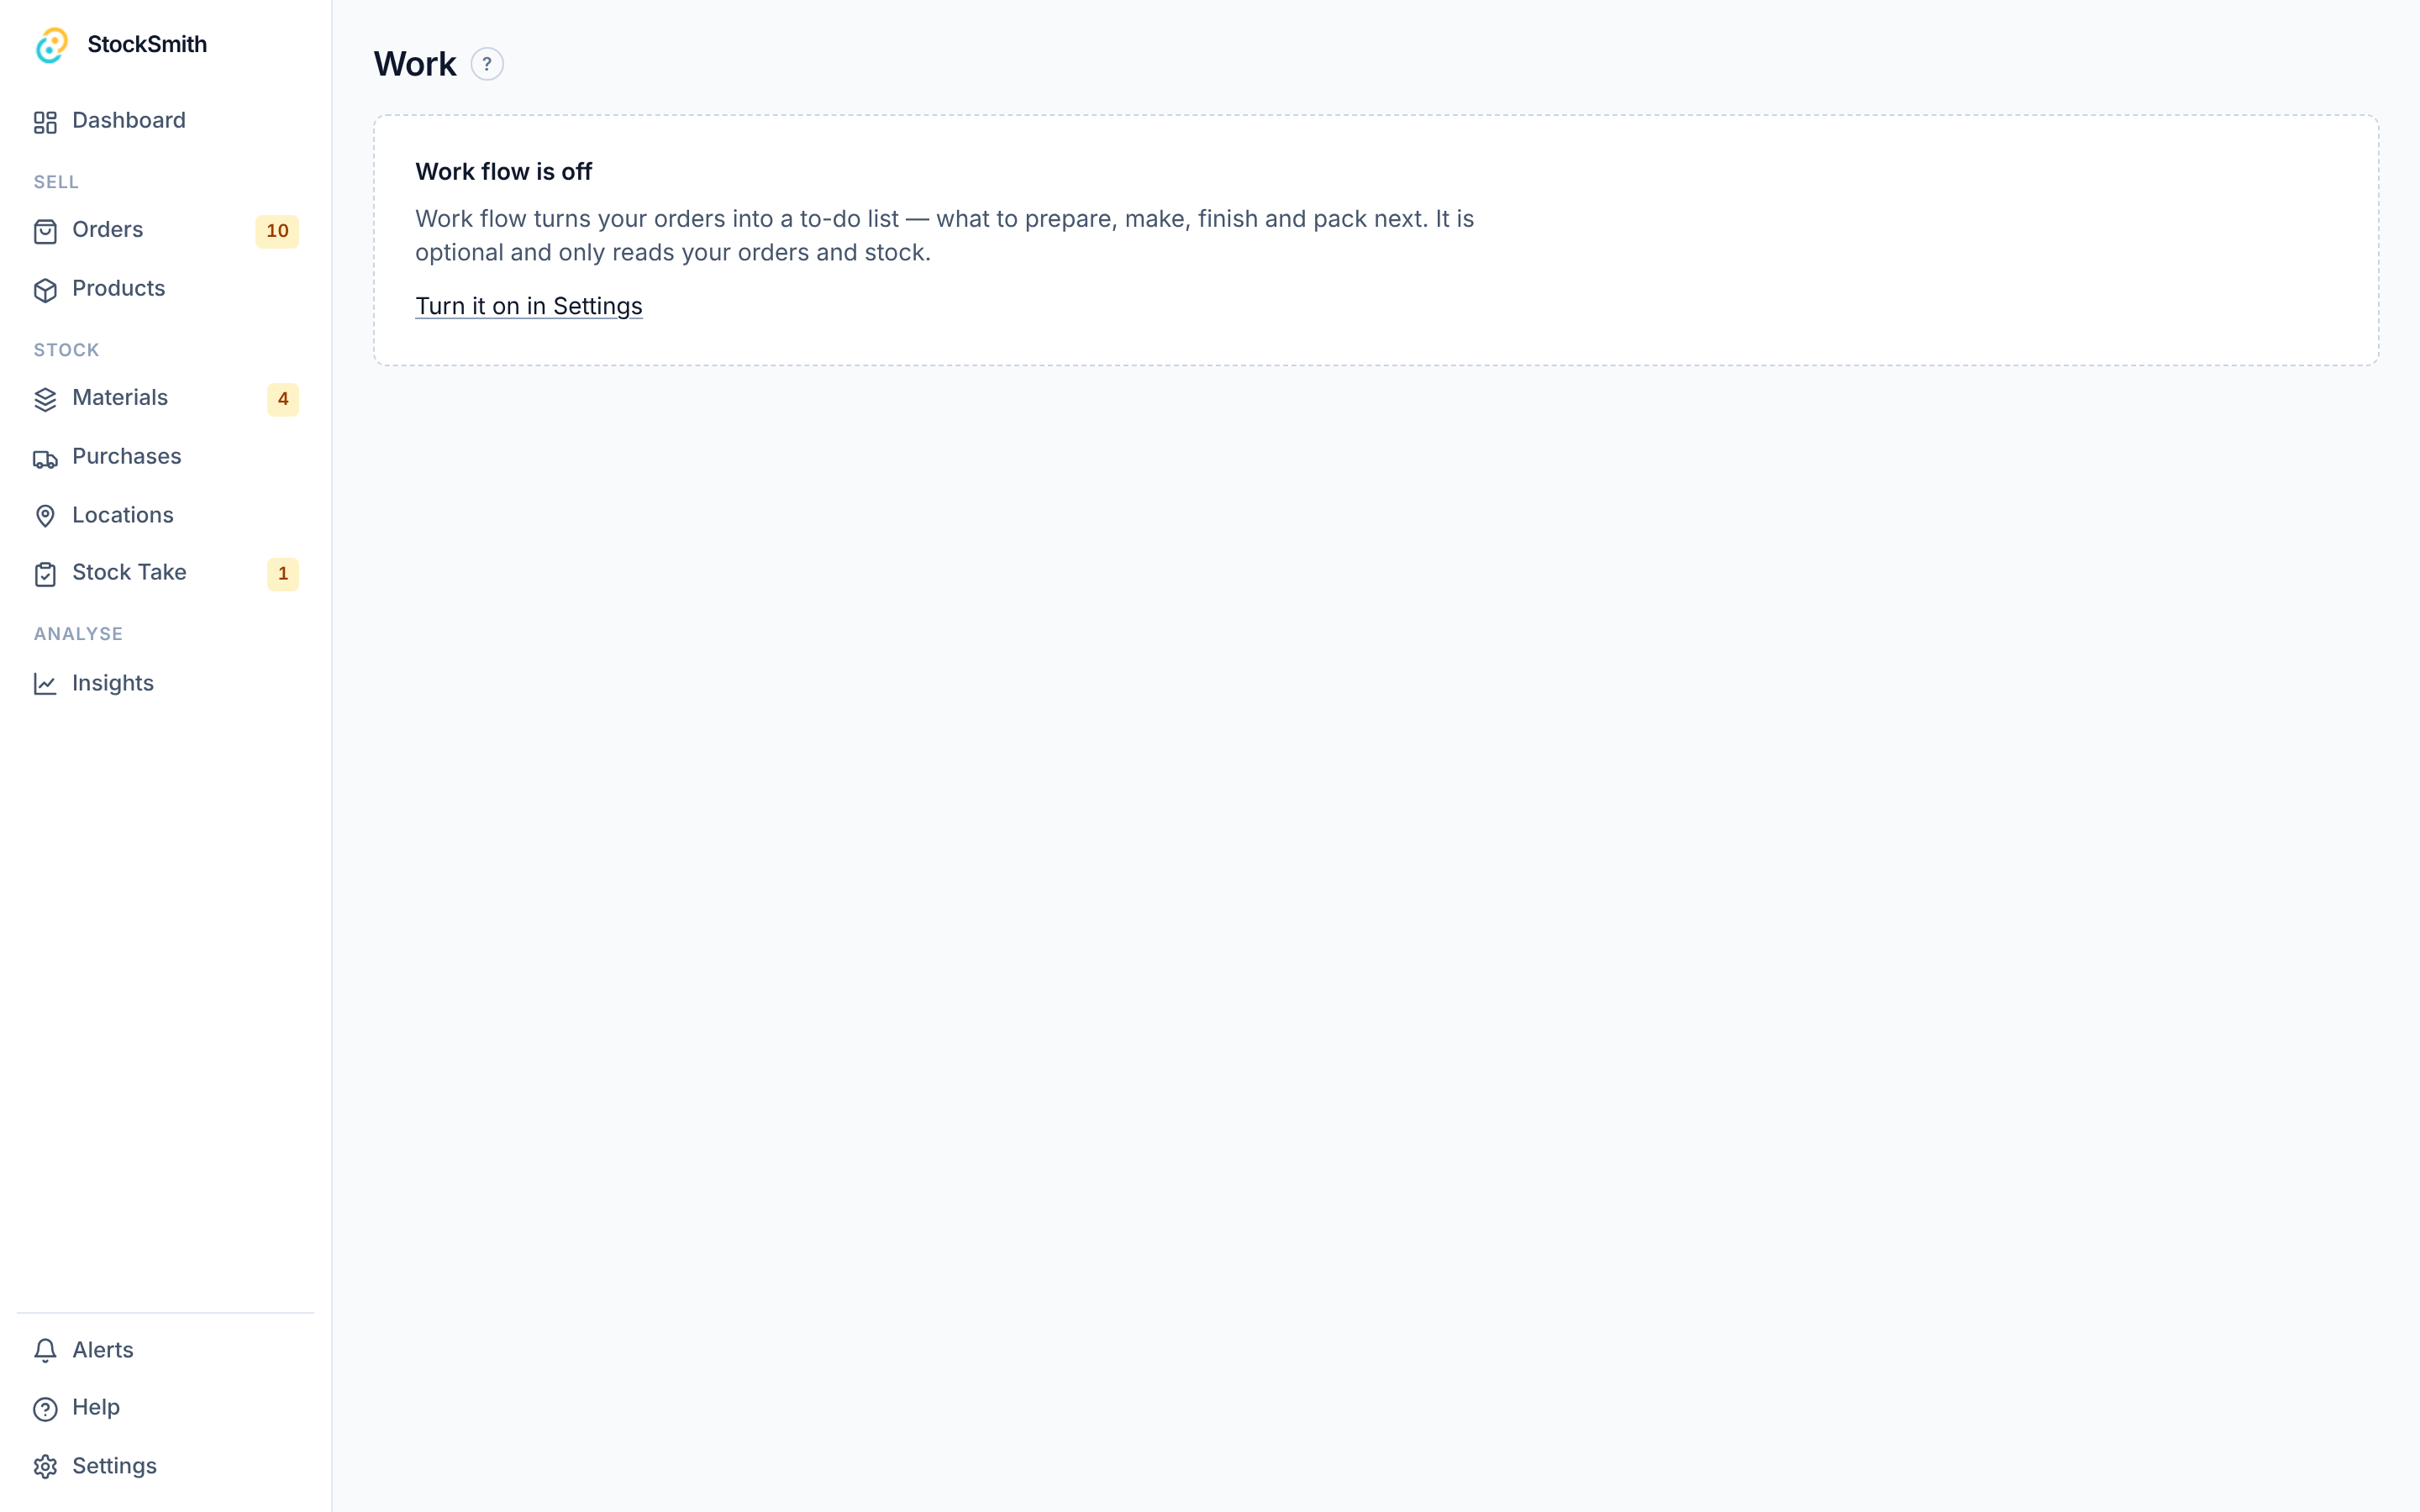 StockSmith
Dashboard
SELL
Orders 10
Products
STOCK
Materials 4
Purchases
Locations
Stock Take 1
ANALYSE
Insights
Alerts
Help
Settings
Work ?
Work flow is off
Work flow turns your orders into a to-do list — what to prepare, make, finish and pack next. It is
optional and only reads your orders and stock.
Turn it on in Settings